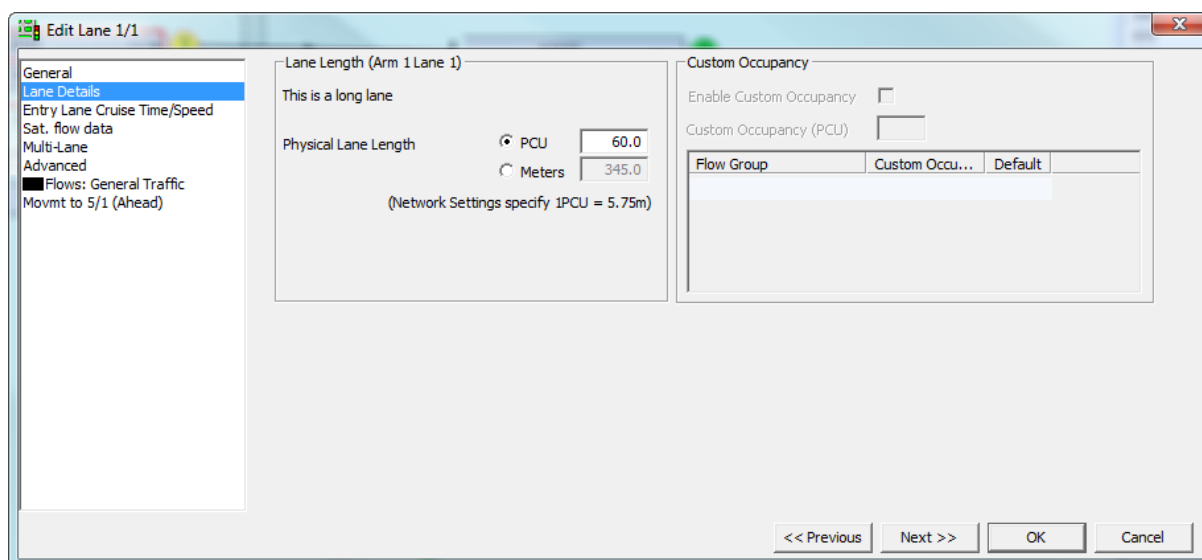 Edit Lane 1/1
General
Lane Details
Entry Lane Cruise Time/Speed
Sat. flow data
Multi-Lane
Advanced
Flows: General Traffic
Movmt to 5/1 (Ahead)
Lane Length (Arm 1 Lane 1)
This is a long lane
Physical Lane Length
PCU 60.0
Meters 345.0
(Network Settings specify 1PCU = 5.75m)
Custom Occupancy
Enable Custom Occupancy
Custom Occupancy (PCU)
Flow Group Custom Occu... Default
<< Previous Next >> OK Cancel